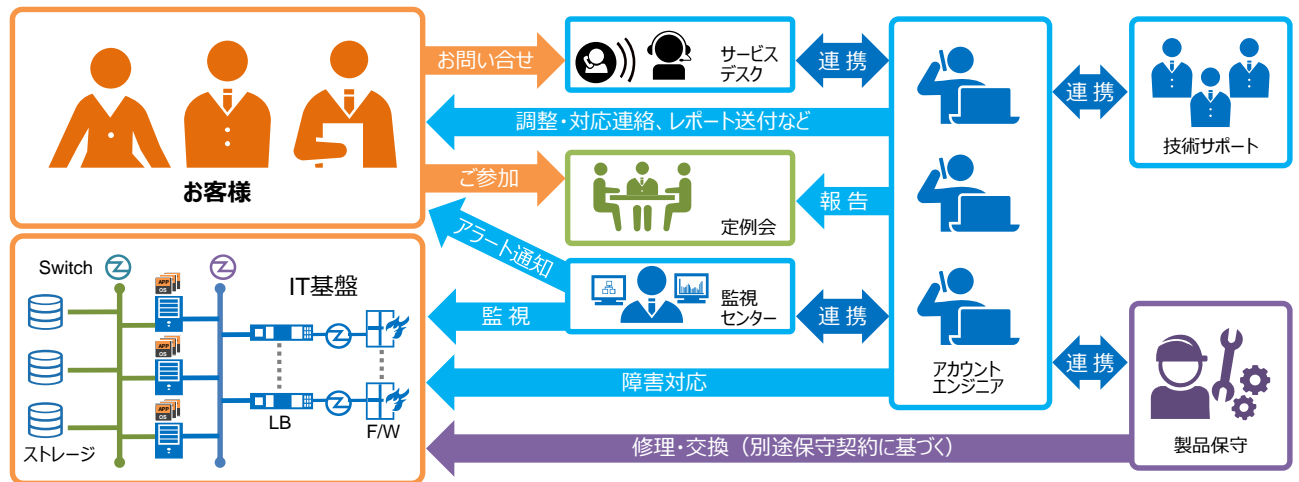 お客様
お問い合せ
サービス
デスク
連 携
連 携
技術サポート
調整・対応連絡、レポート送付など
ご参加
定例会
報 告
アラート通知
監視
センター
監 視
連 携
アカウント
エンジニア
障害対応
連 携
製品保守
修理・交換（別途保守契約に基づく）
Switch
IT基盤
APP
OS
APP
OS
APP
OS
ストレージ
LB
F/W